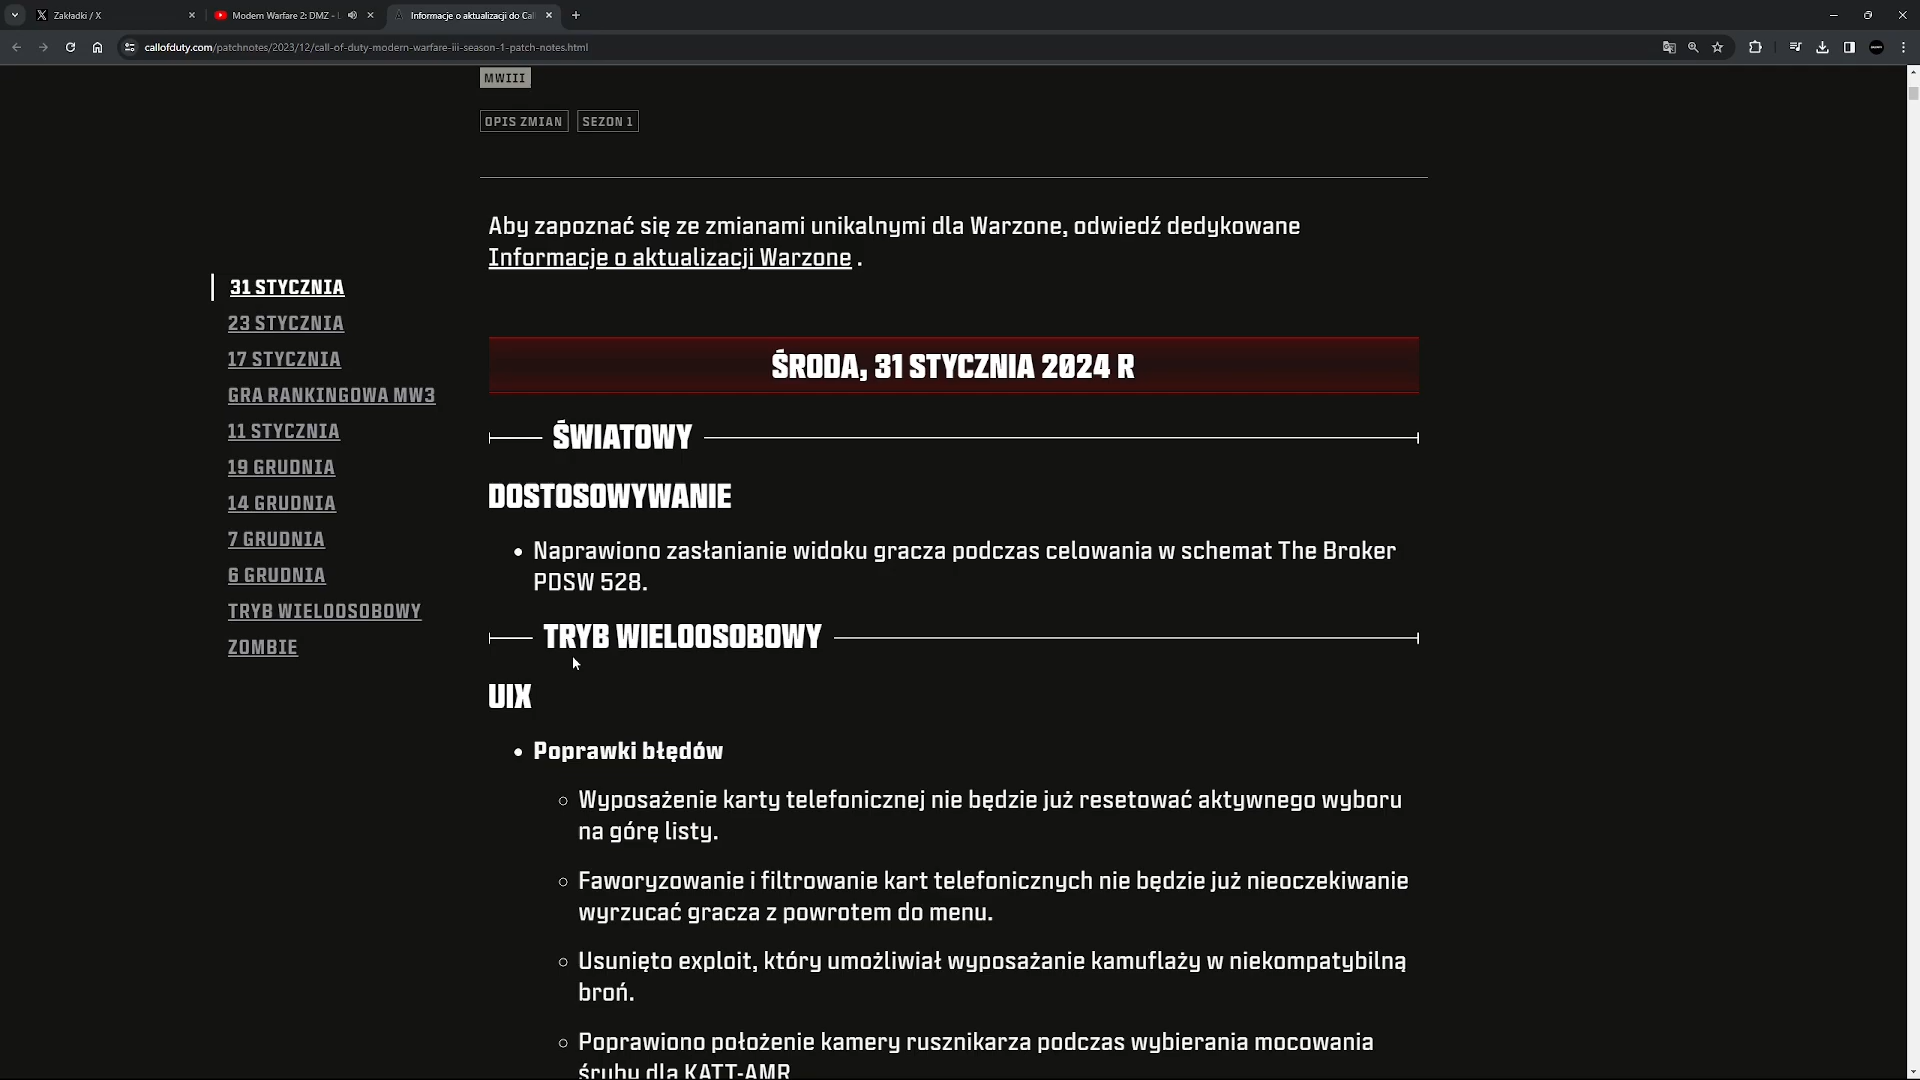 Zakładki / X
Modern Warfare 2: DMZ - L
Informacje o aktualizacji do Cal
callofduty.com/patchnotes/2023/12/call-of-duty-modern-warfare-iii-season-1-patch-notes.html
MWIII
OPIS ZMIAN
SEZON 1
Aby zapoznać się ze zmianami unikalnymi dla Warzone, odwiedź dedykowane
Informacje o aktualizacji Warzone .
31 STYCZNIA
23 STYCZNIA
17 STYCZNIA
GRA RANKINGOWA MW3
11 STYCZNIA
19 GRUDNIA
14 GRUDNIA
7 GRUDNIA
6 GRUDNIA
TRYB WIELOOSOBOWY
ZOMBIE
ŚRODA, 31 STYCZNIA 2024 R
ŚWIATOWY
DOSTOSOWYWANIE
• Naprawiono zasłanianie widoku gracza podczas celowania w schemat The Broker
PDSW 528.
TRYB WIELOOSOBOWY
UIX
• Poprawki błędów
○ Wyposażenie karty telefonicznej nie będzie już resetować aktywnego wyboru
na górę listy.
○ Faworyzowanie i filtrowanie kart telefonicznych nie będzie już nieoczekiwanie
wyrzucać gracza z powrotem do menu.
○ Usunięto exploit, który umożliwiał wyposażanie kamuflaży w niekompatybilną
broń.
○ Poprawiono położenie kamery rusznikarza podczas wybierania mocowania
śruby dla KATT-AMR